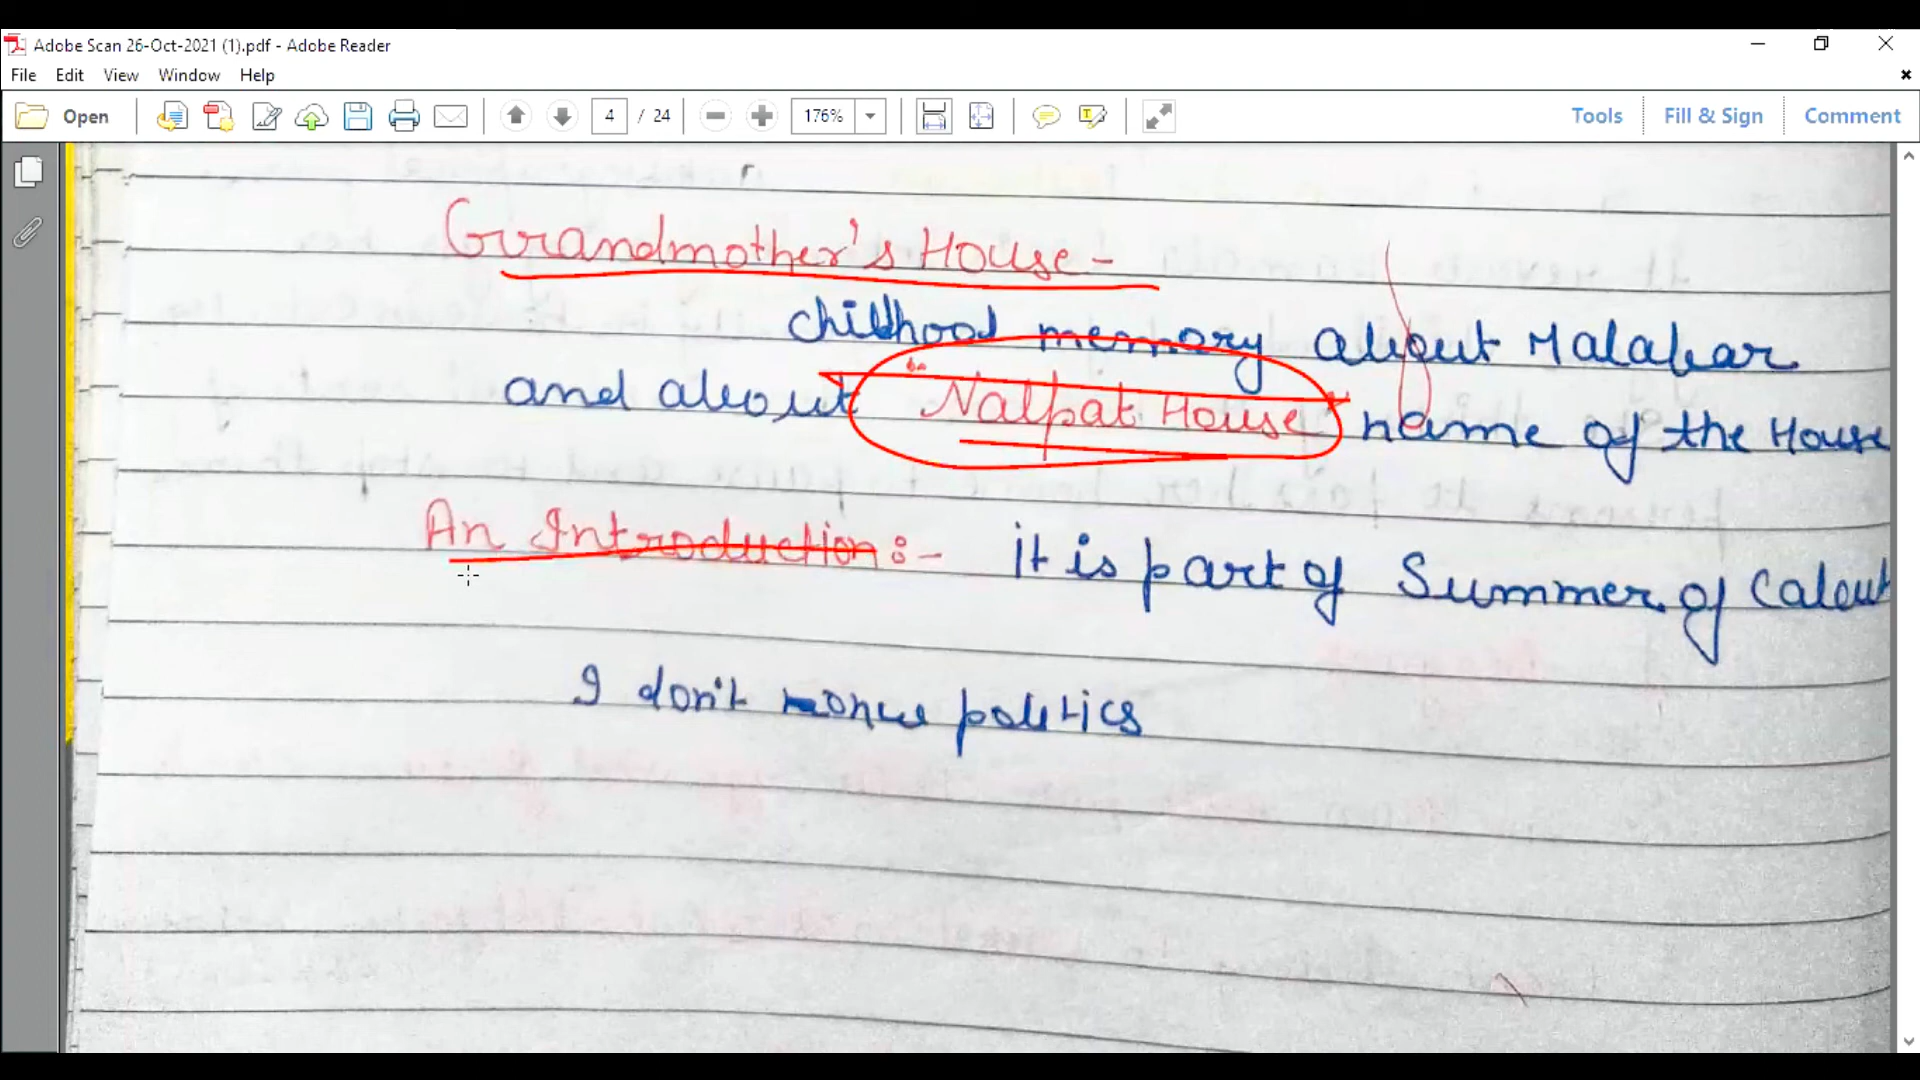 Adobe Scan 26-Oct-2021 (1).pdf - Adobe Reader
File Edit View Window Help
Open 4 / 24 176% Tools Fill & Sign Comment
Grandmother's House -
childhood memory about Malabar
and about "Nalpat House name of the House
An Introduction :- it is part of Summer of Calcut
I don't politics